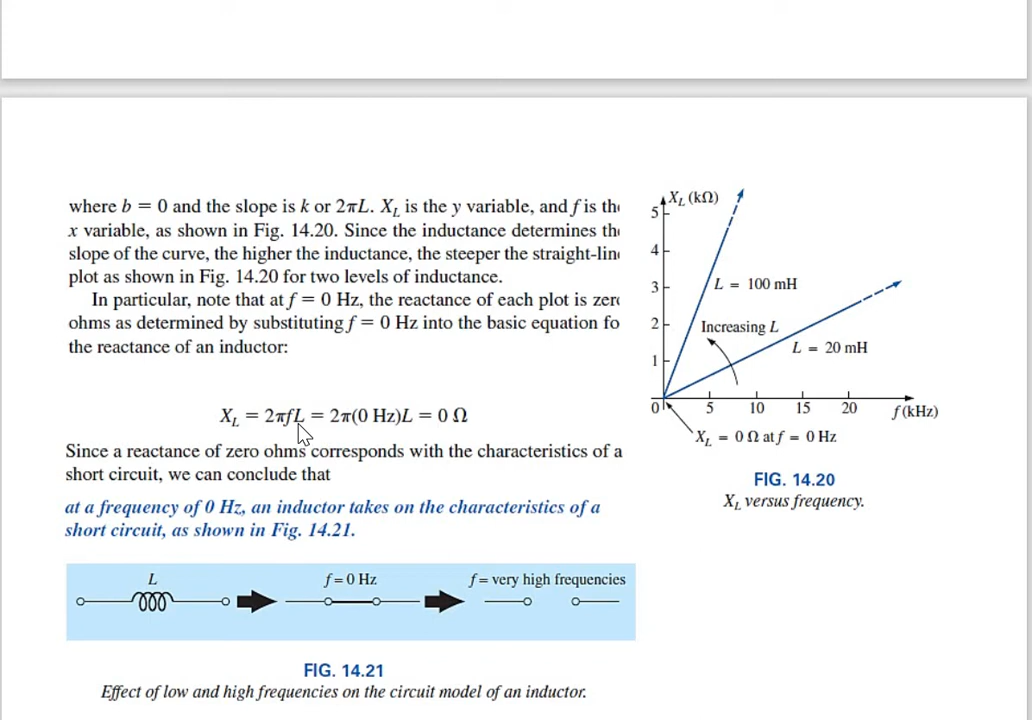 where b = 0 and the slope is k or 2πL. X_L is the y variable, and f is th
x variable, as shown in Fig. 14.20. Since the inductance determines th
slope of the curve, the higher the inductance, the steeper the straight-lin
plot as shown in Fig. 14.20 for two levels of inductance.
In particular, note that at f = 0 Hz, the reactance of each plot is zer
ohms as determined by substituting f = 0 Hz into the basic equation fo
the reactance of an inductor:
X_L = 2πfL = 2π(0 Hz)L = 0 Ω
Since a reactance of zero ohms corresponds with the characteristics of a
short circuit, we can conclude that
at a frequency of 0 Hz, an inductor takes on the characteristics of a
short circuit, as shown in Fig. 14.21.
L
f = 0 Hz
f = very high frequencies
FIG. 14.21
Effect of low and high frequencies on the circuit model of an inductor.
X_L (kΩ)
5
4
3
2
1
0
L = 100 mH
Increasing L
L = 20 mH
5 10 15 20 f (kHz)
X_L = 0 Ω at f = 0 Hz
FIG. 14.20
X_L versus frequency.